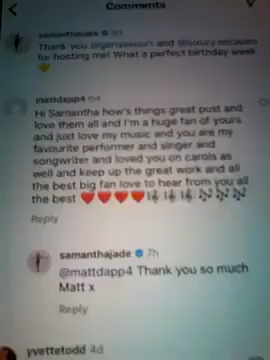 Comments
samanthajade 6d
Thank you and @luxury.escapes
for hosting me! What a perfect birthday week
💛
mattdapp4 6d
Hi Samantha how's things great post and
love them all and I'm a huge fan of yours
and just love my music and you are my
favourite performer and singer and
songwriter and loved you on carols as
well and keep up the great work and all
the best big fan love to hear from you all
the best ❤️❤️❤️❤️🎼🎼🎼🎶🎶🎶
Reply
samanthajade 7h
@mattdapp4 Thank you so much
Matt x
Reply
yvettetodd 4d